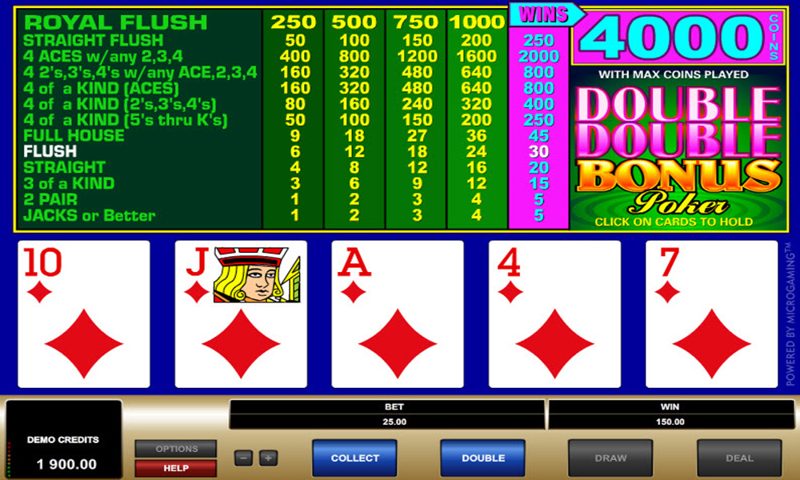 ROYAL FLUSH 250 500 750 1000 WINS
STRAIGHT FLUSH 50 100 150 200 250
4 ACES w/any 2,3,4 400 800 1200 1600 2000
4 2's,3's,4's w/any ACE,2,3,4 160 320 480 640 800
4 of a KIND (ACES) 160 320 480 640 800
4 of a KIND (2's,3's,4's) 80 160 240 320 400
4 of a KIND (5's thru K's) 50 100 150 200 250
FULL HOUSE 9 18 27 36 45
FLUSH 6 12 18 24 30
STRAIGHT 4 8 12 16 20
3 of a KIND 3 6 9 12 15
2 PAIR 1 2 3 4 5
JACKS or Better 1 2 3 4 5
4000 COINS
WITH MAX COINS PLAYED
DOUBLE
DOUBLE
BONUS
Poker
CLICK ON CARDS TO HOLD
10 J A 4 7
POWERED BY MICROGAMING™
BET WIN
25.00 150.00
DEMO CREDITS
1 900.00
OPTIONS
HELP
− +
COLLECT DOUBLE DRAW DEAL